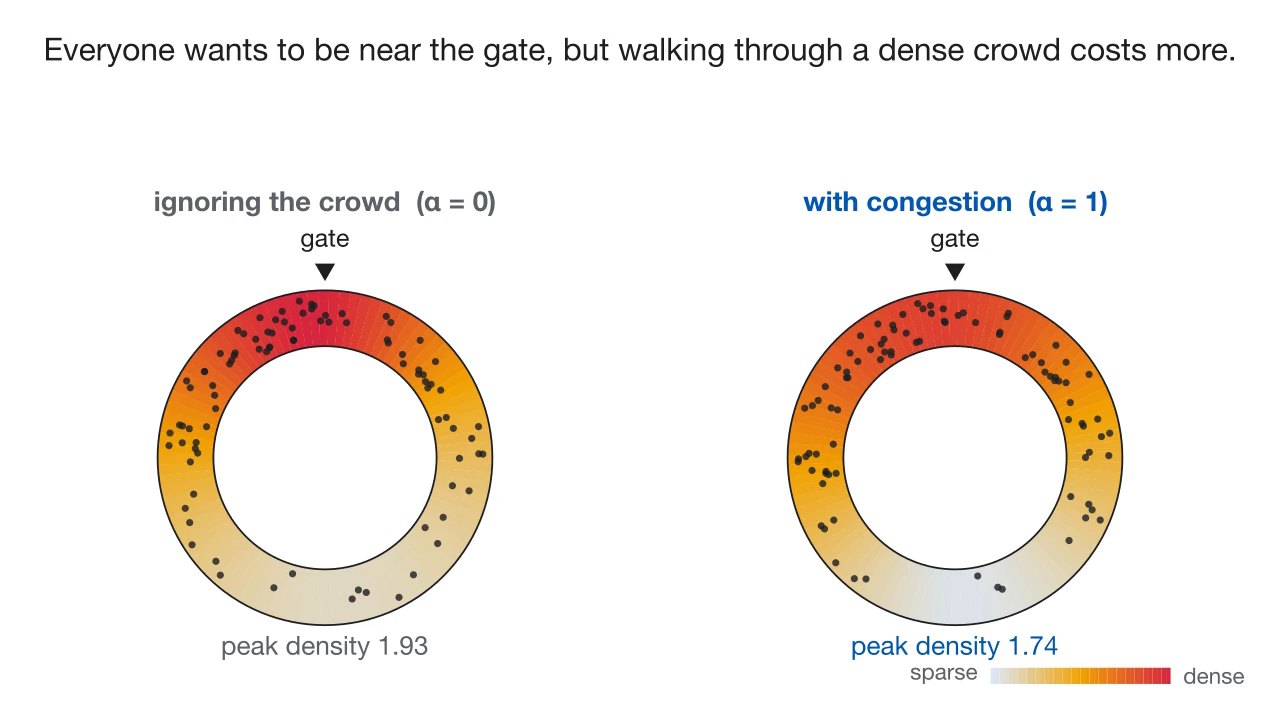 Everyone wants to be near the gate, but walking through a dense crowd costs more.
ignoring the crowd (α = 0)
gate
peak density 1.93
with congestion (α = 1)
gate
peak density 1.74
sparse
dense